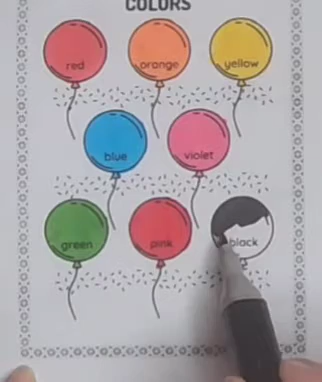 COLORS
red orange yellow
blue violet
green pink black